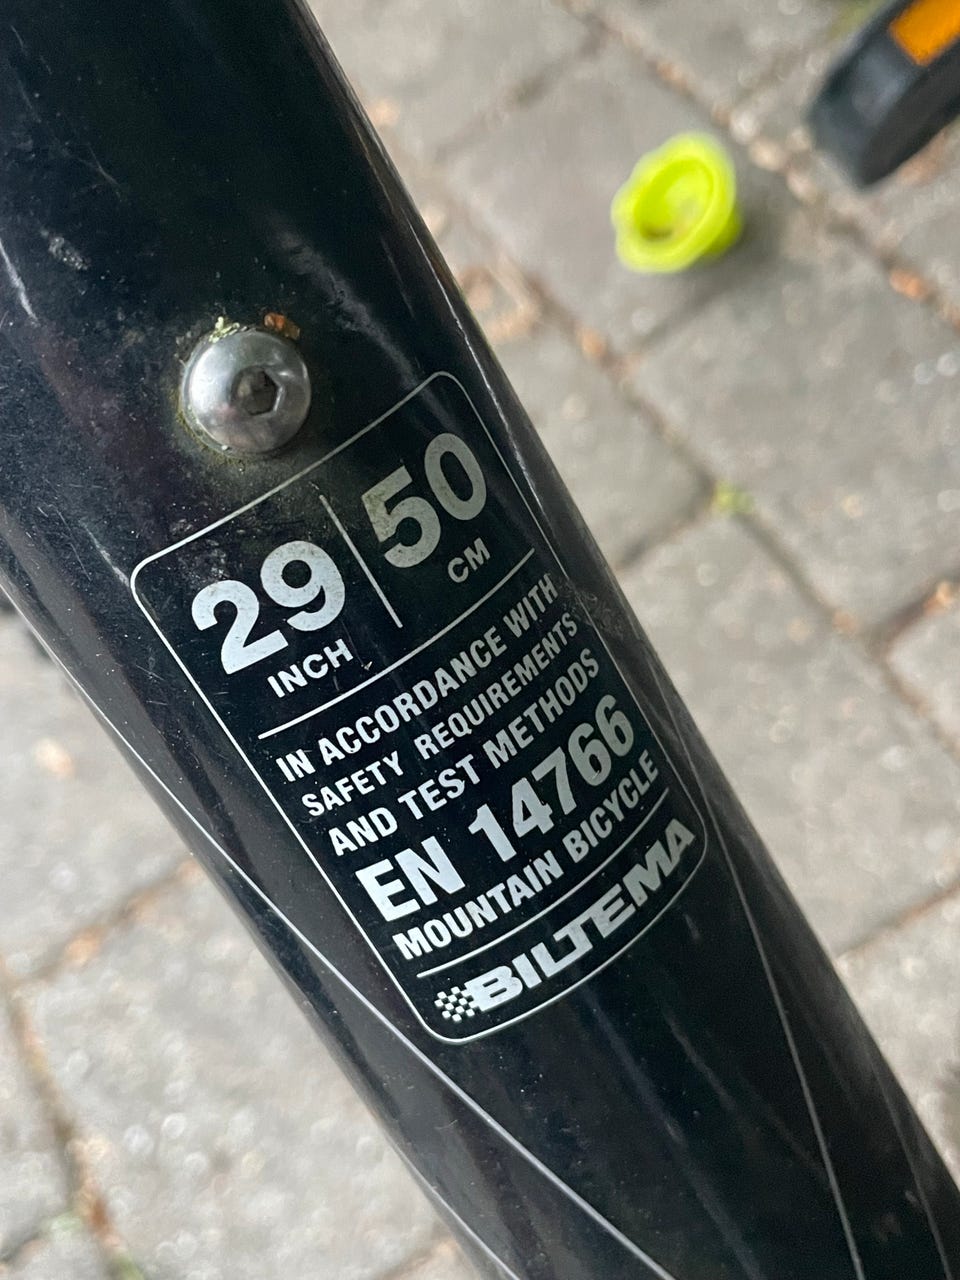 29 | 50
INCH CM
IN ACCORDANCE WITH
SAFETY REQUIREMENTS
AND TEST METHODS
EN 14766
MOUNTAIN BICYCLE
BILTEMA